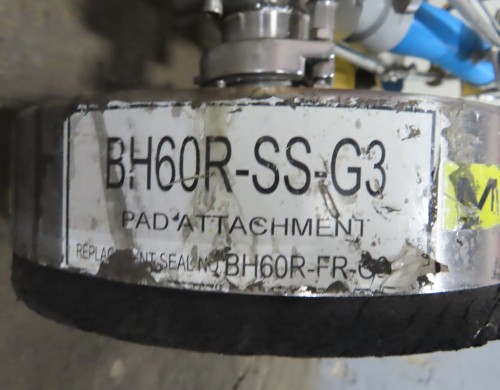 BH60R-SS-G3
PAD ATTACHMENT
SEAL NO BH60R-FR-G3